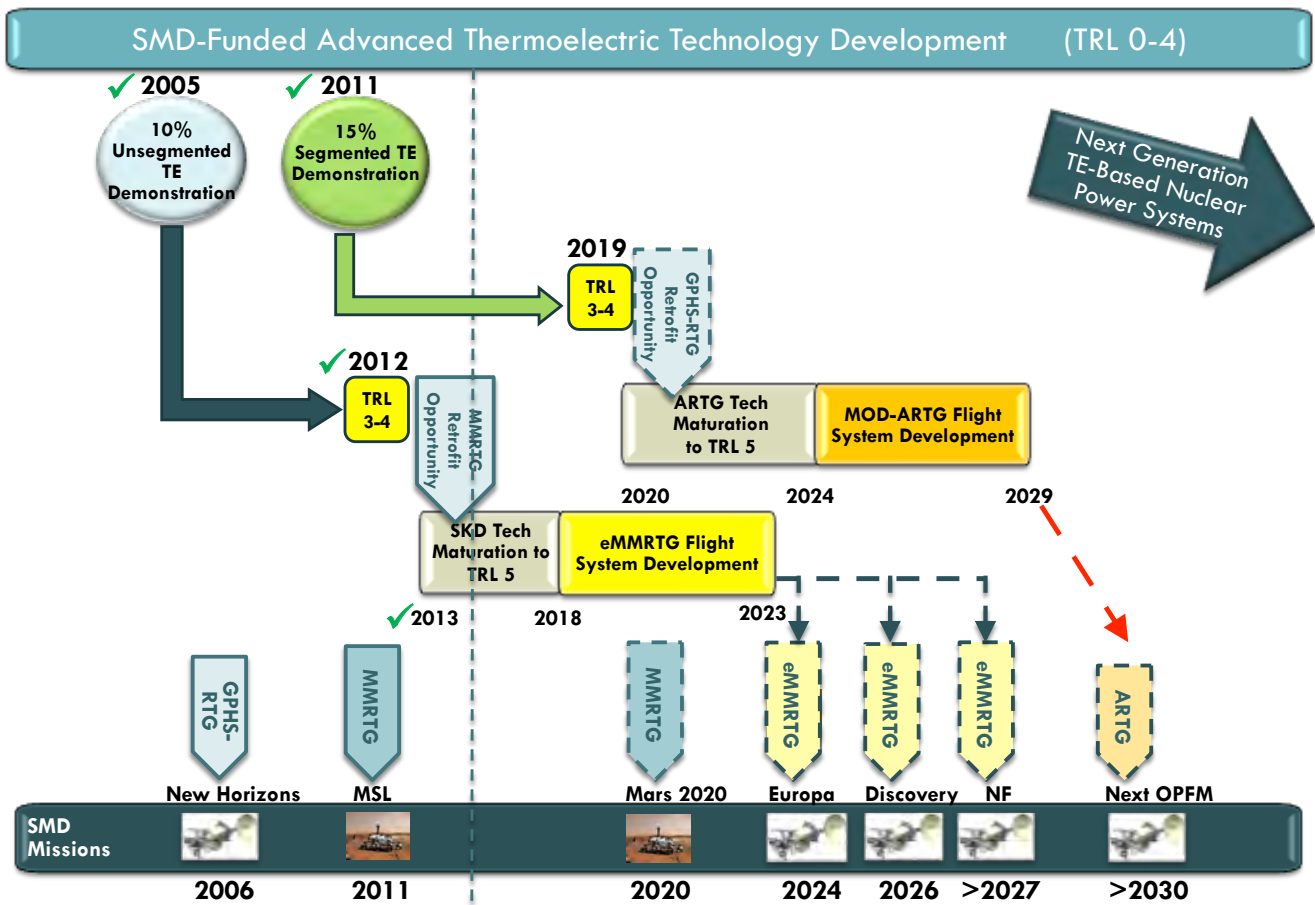 SMD-Funded Advanced Thermoelectric Technology Development (TRL 0-4)
2005
2011
10%
Unsegmented
TE
Demonstration
15%
Segmented TE
Demonstration
Next Generation
TE-Based Nuclear
Power Systems
2019
TRL
3-4
GPHS-RTG
Retrofit
Opportunity
2012
TRL
3-4
MMRTG
Retrofit
Opportunity
ARTG Tech
Maturation
to TRL 5
MOD-ARTG Flight
System Development
2020
2024
2029
SKD Tech
Maturation to
TRL 5
eMMRTG Flight
System Development
2013
2018
2023
GPHS-
RTG
MMRTG
MMRTG
eMMRTG
eMMRTG
eMMRTG
ARTG
New Horizons
MSL
Mars 2020
Europa
Discovery
NF
Next OPFM
SMD
Missions
2006
2011
2020
2024
2026
>2027
>2030